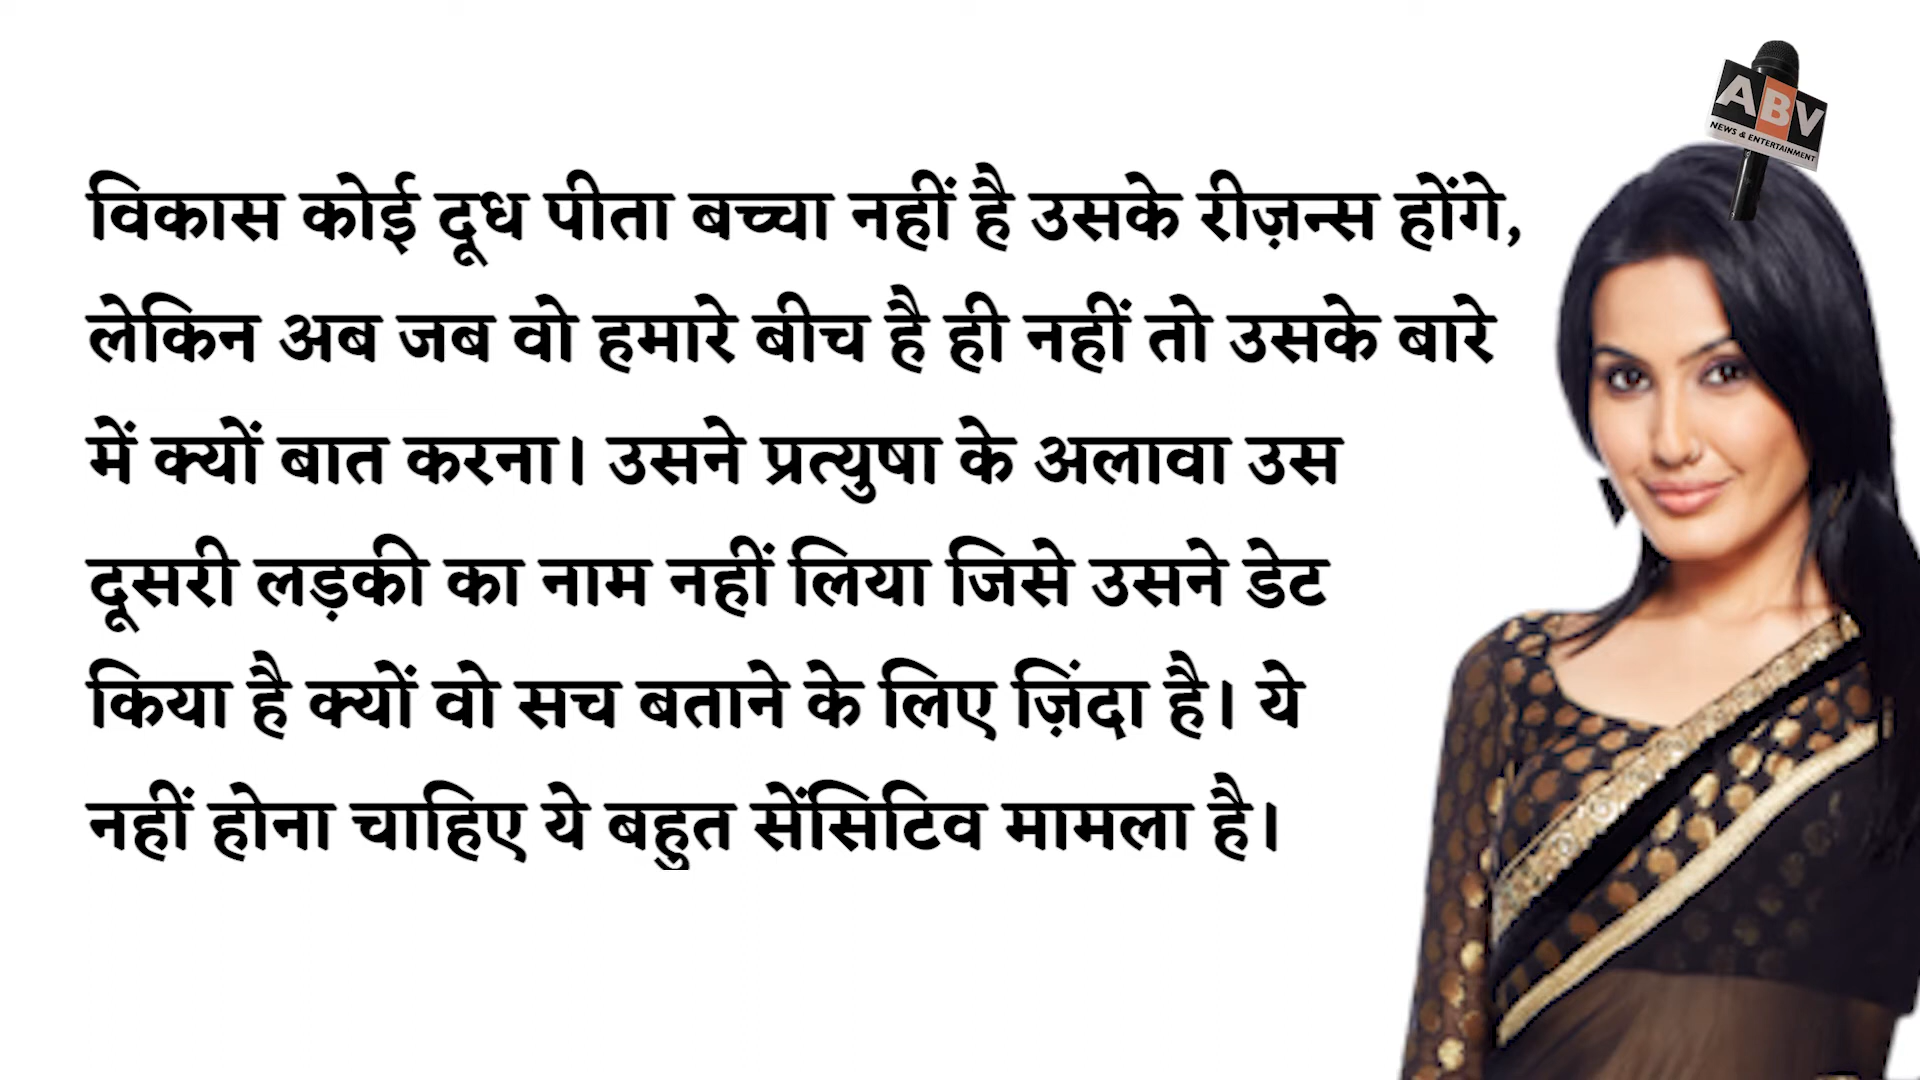 ABV
NEWS & ENTERTAINMENT
विकास कोई दूध पीता बच्चा नहीं है उसके रीज़न्स होंगे,
लेकिन अब जब वो हमारे बीच है ही नहीं तो उसके बारे
में क्यों बात करना। उसने प्रत्युषा के अलावा उस
दूसरी लड़की का नाम नहीं लिया जिसे उसने डेट
किया है क्यों वो सच बताने के लिए ज़िंदा है। ये
नहीं होना चाहिए ये बहुत सेंसिटिव मामला है।